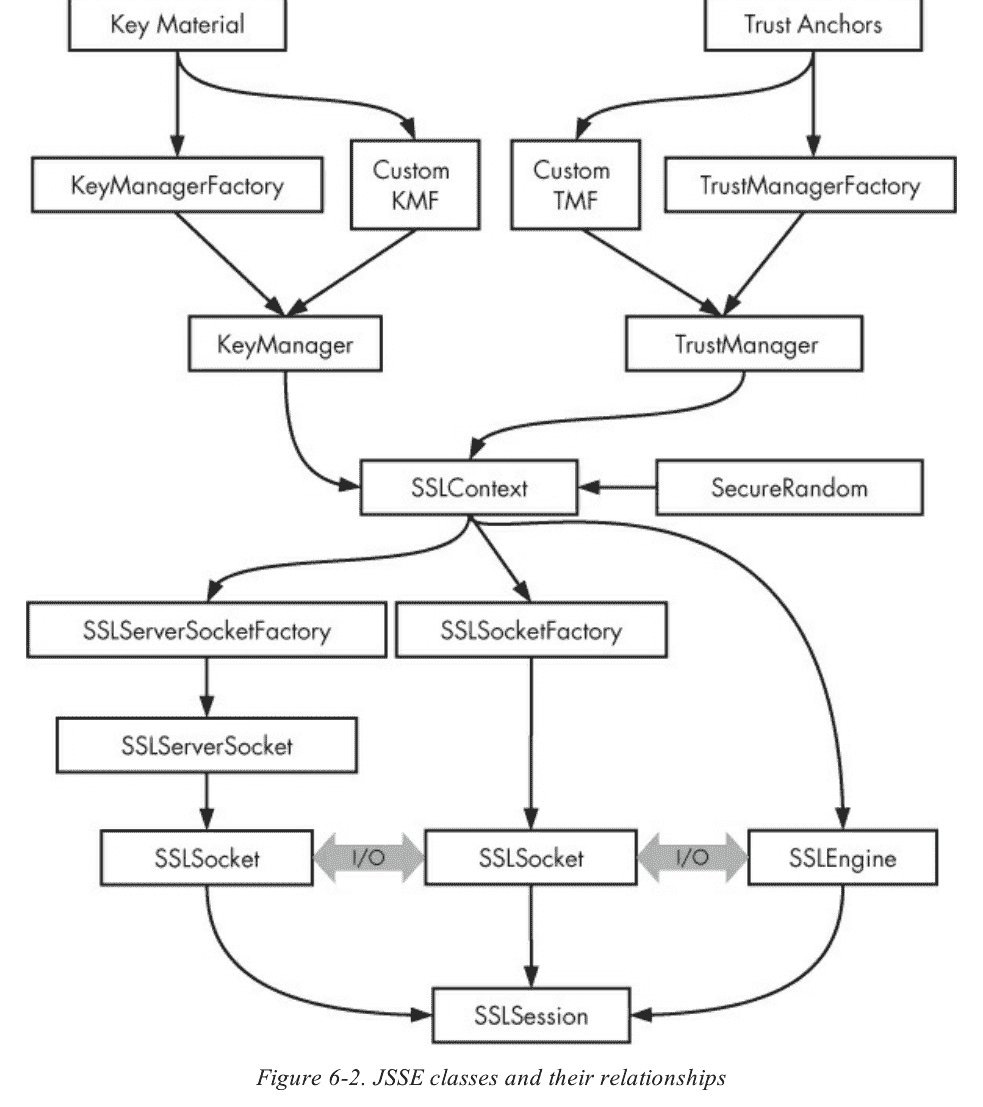 Key Material
Trust Anchors
KeyManagerFactory
Custom
KMF
Custom
TMF
TrustManagerFactory
KeyManager
TrustManager
SSLContext
SecureRandom
SSLServerSocketFactory
SSLSocketFactory
SSLServerSocket
SSLSocket
I/O
SSLSocket
I/O
SSLEngine
SSLSession
Figure 6-2. JSSE classes and their relationships